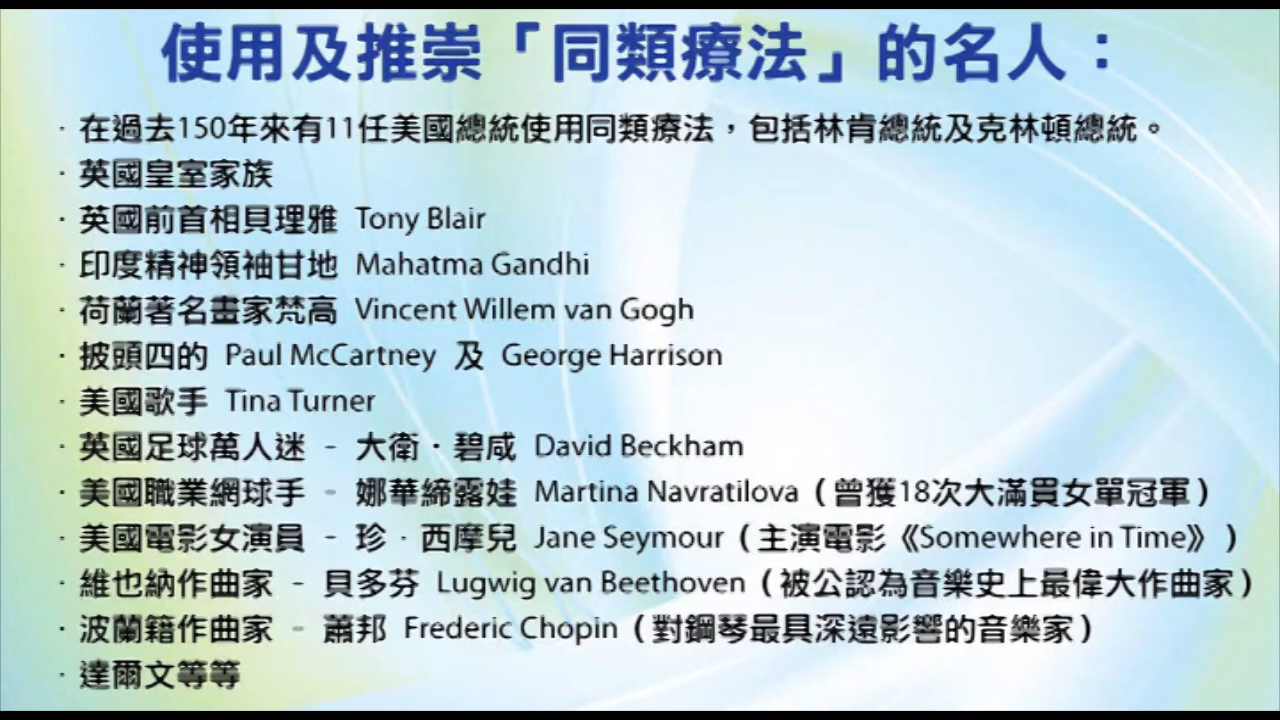 使用及推崇「同類療法」的名人：
· 在過去150年來有11任美國總統使用同類療法，包括林肯總統及克林頓總統。
· 英國皇室家族
· 英國前首相貝理雅 Tony Blair
· 印度精神領袖甘地 Mahatma Gandhi
· 荷蘭著名畫家梵高 Vincent Willem van Gogh
· 披頭四的 Paul McCartney 及 George Harrison
· 美國歌手 Tina Turner
· 英國足球萬人迷 - 大衛·碧咸 David Beckham
· 美國職業網球手 - 娜華締露娃 Martina Navratilova（曾獲18次大滿貫女單冠軍）
· 美國電影女演員 - 珍·西摩兒 Jane Seymour（主演電影《Somewhere in Time》）
· 維也納作曲家 - 貝多芬 Lugwig van Beethoven（被公認為音樂史上最偉大作曲家）
· 波蘭籍作曲家 - 蕭邦 Frederic Chopin（對鋼琴最具深遠影響的音樂家）
· 達爾文等等